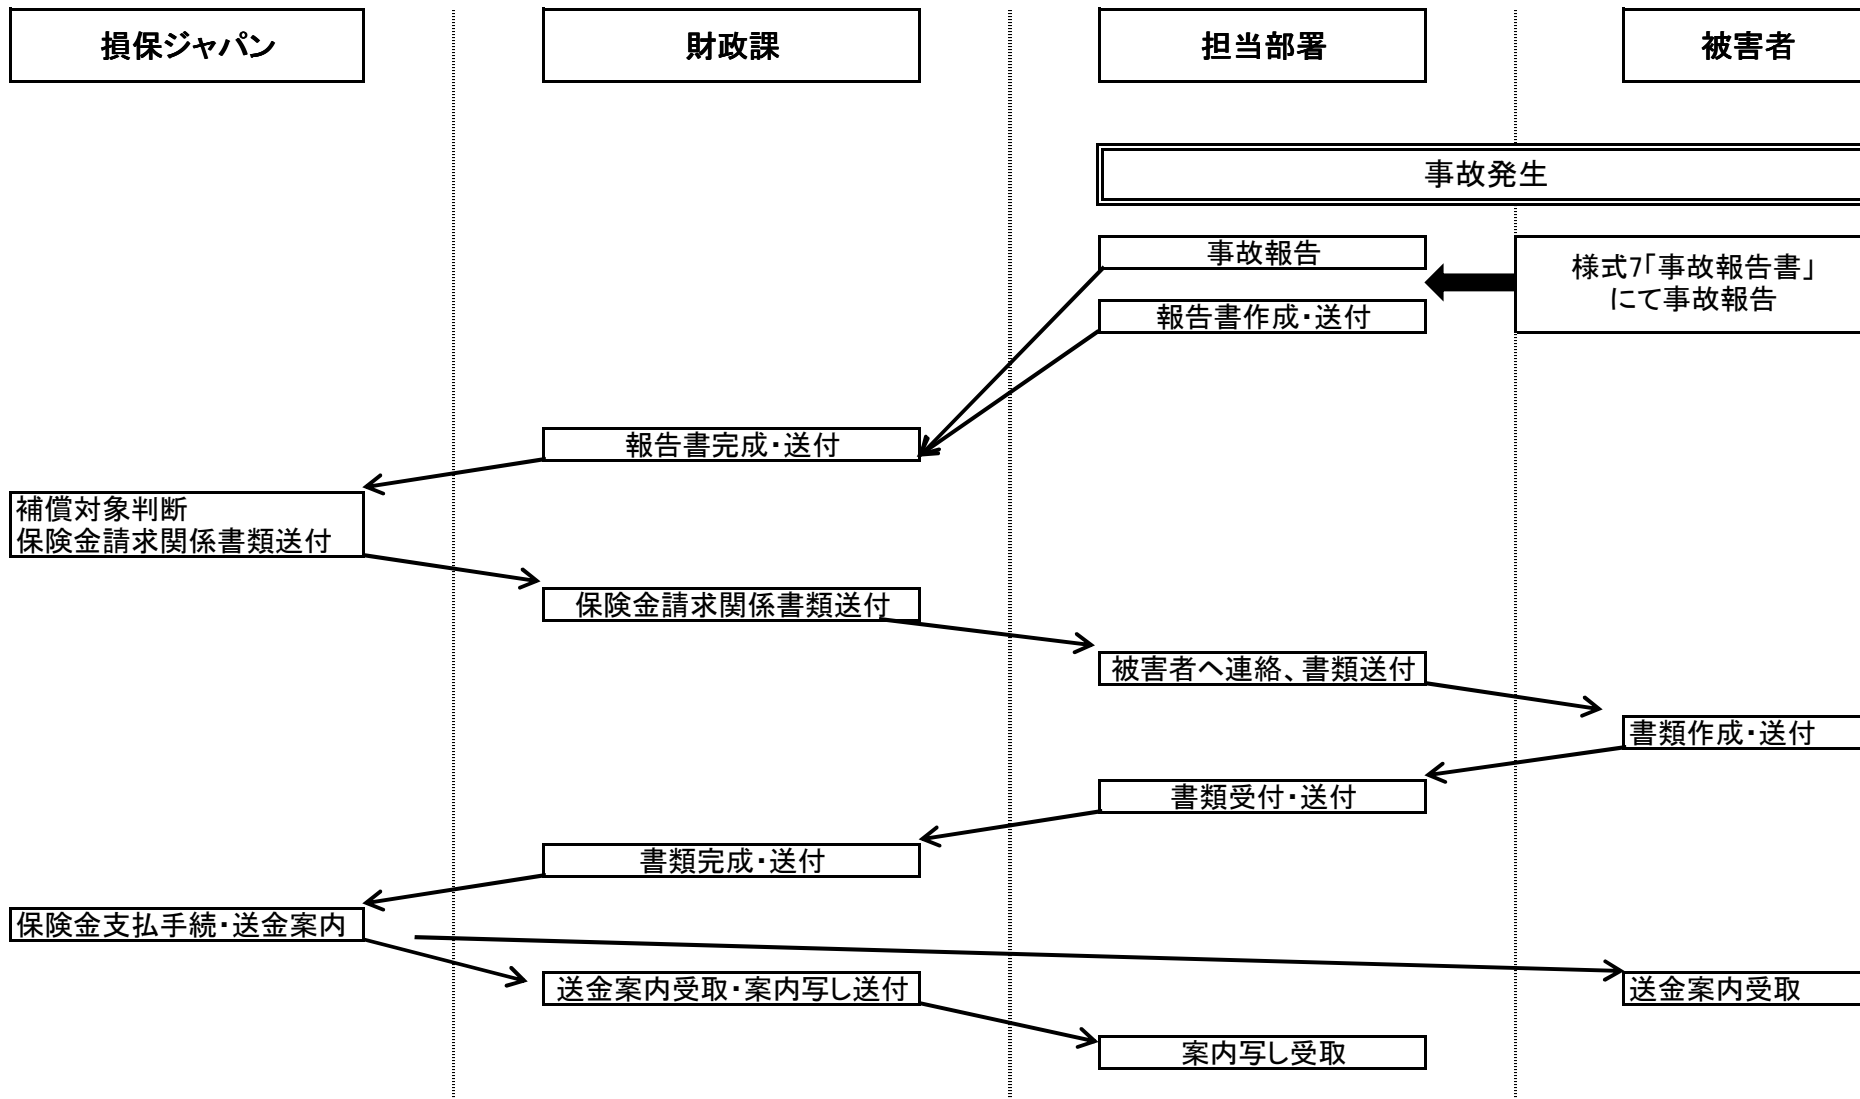 損保ジャパン
財政課
担当部署
被害者
事故発生
事故報告
様式7「事故報告書」
にて事故報告
報告書作成・送付
報告書完成・送付
補償対象判断
保険金請求関係書類送付
保険金請求関係書類送付
被害者へ連絡、書類送付
書類作成・送付
書類受付・送付
書類完成・送付
保険金支払手続・送金案内
送金案内受取・案内写し送付
送金案内受取
案内写し受取